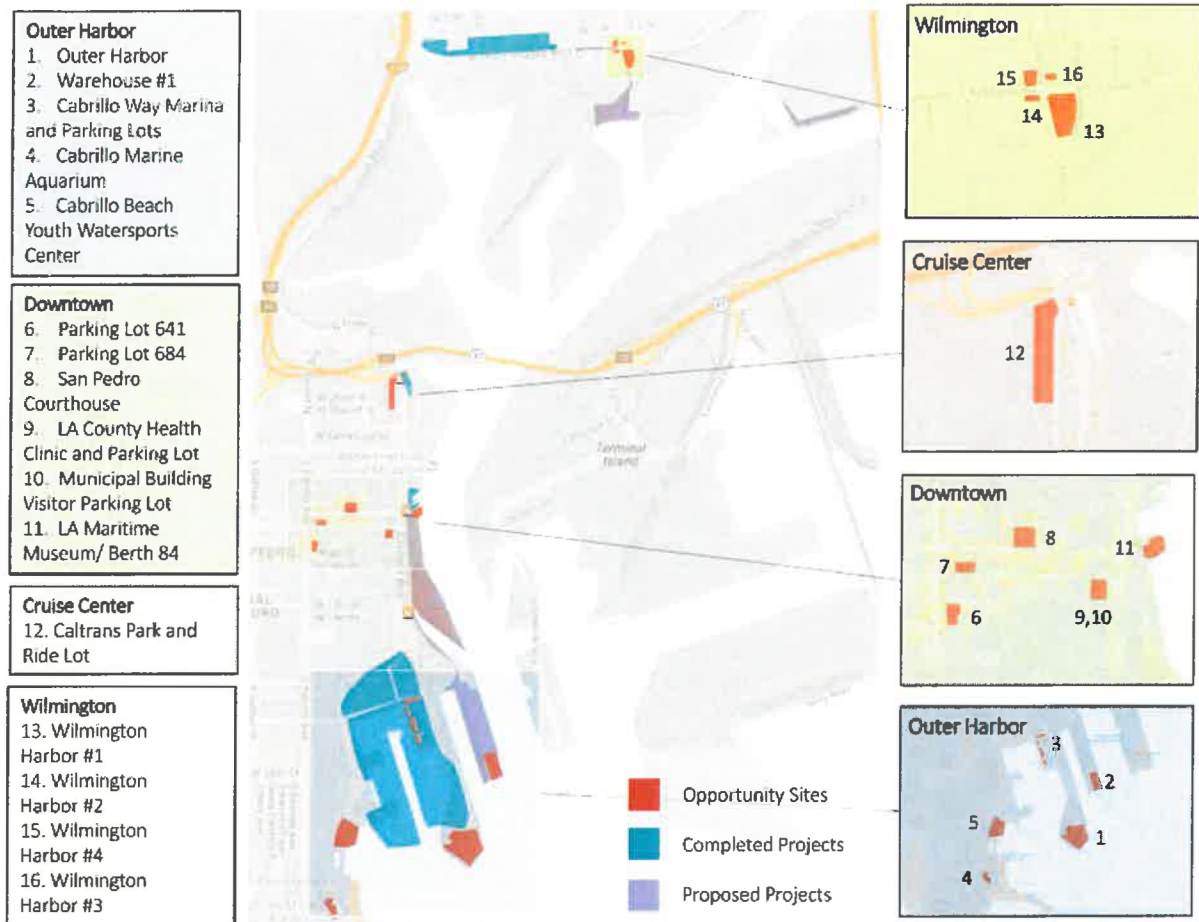 Outer Harbor
1. Outer Harbor
2. Warehouse #1
3. Cabrillo Way Marina
and Parking Lots
4. Cabrillo Marine
Aquarium
5. Cabrillo Beach
Youth Watersports
Center
Downtown
6. Parking Lot 641
7. Parking Lot 684
8. San Pedro
Courthouse
9. LA County Health
Clinic and Parking Lot
10. Municipal Building
Visitor Parking Lot
11. LA Maritime
Museum/ Berth 84
Cruise Center
12. Caltrans Park and
Ride Lot
Wilmington
13. Wilmington
Harbor #1
14. Wilmington
Harbor #2
15. Wilmington
Harbor #4
16. Wilmington
Harbor #3
Terminal
Island
Opportunity Sites
Completed Projects
Proposed Projects
Wilmington
15
16
14
13
Cruise Center
12
Downtown
8
11
7
6
9,10
Outer Harbor
3
2
5
1
4